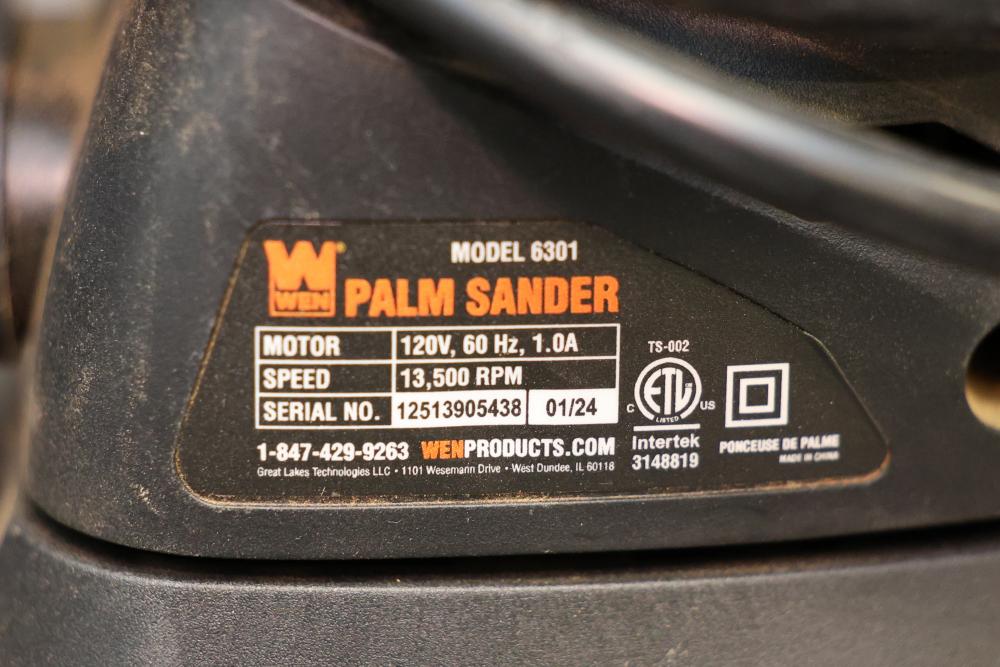 MODEL 6301
WEN PALM SANDER
MOTOR 120V, 60 Hz, 1.0A
SPEED 13,500 RPM
SERIAL NO. 12513905438 01/24
1-847-429-9263 WENPRODUCTS.COM
Great Lakes Technologies LLC • 1101 Wesemann Drive • West Dundee, IL 60118
TS-002
C ETL US
LISTED
Intertek
3148819
PONCEUSE DE PALME
MADE IN CHINA